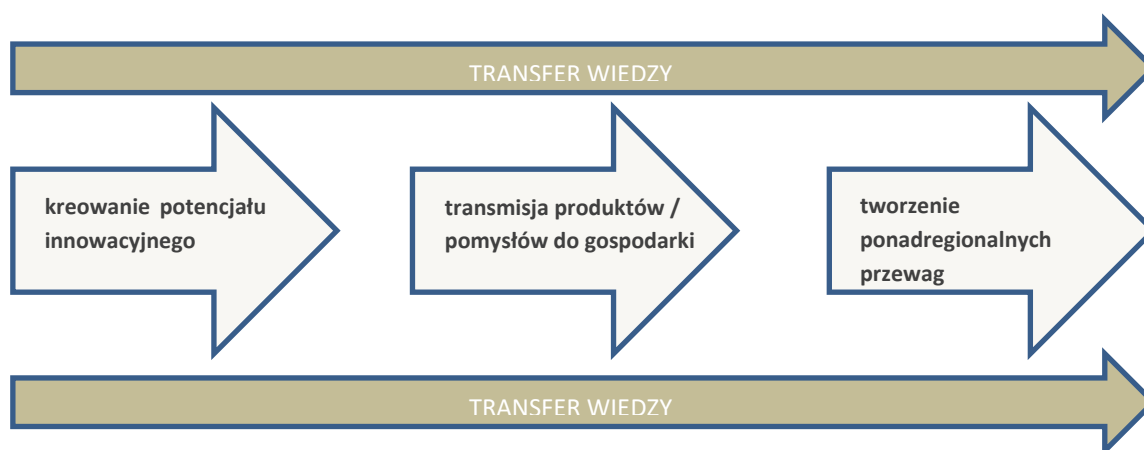 TRANSFER WIEDZY
kreowanie potencjału
innowacyjnego
transmisja produktów /
pomysłów do gospodarki
tworzenie
ponadregionalnych
przewag
TRANSFER WIEDZY